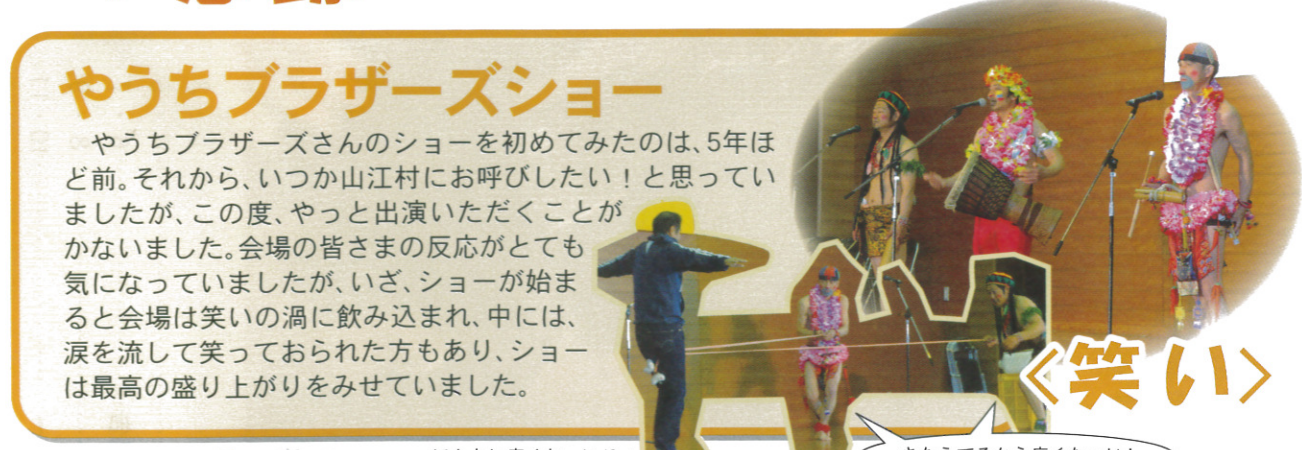 やうちブラザーズショー
やうちブラザーズさんのショーを初めてみたのは、5年ほ
ど前。それから、いつか山江村にお呼びしたい！と思ってい
ましたが、この度、やっと出演いただくことが
かないました。会場の皆さまの反応がとても
気になっていましたが、いざ、ショーが始ま
ると会場は笑いの渦に飲み込まれ、中には、
涙を流して笑っておられた方もあり、ショー
は最高の盛り上がりをみせていました。
〈笑い〉